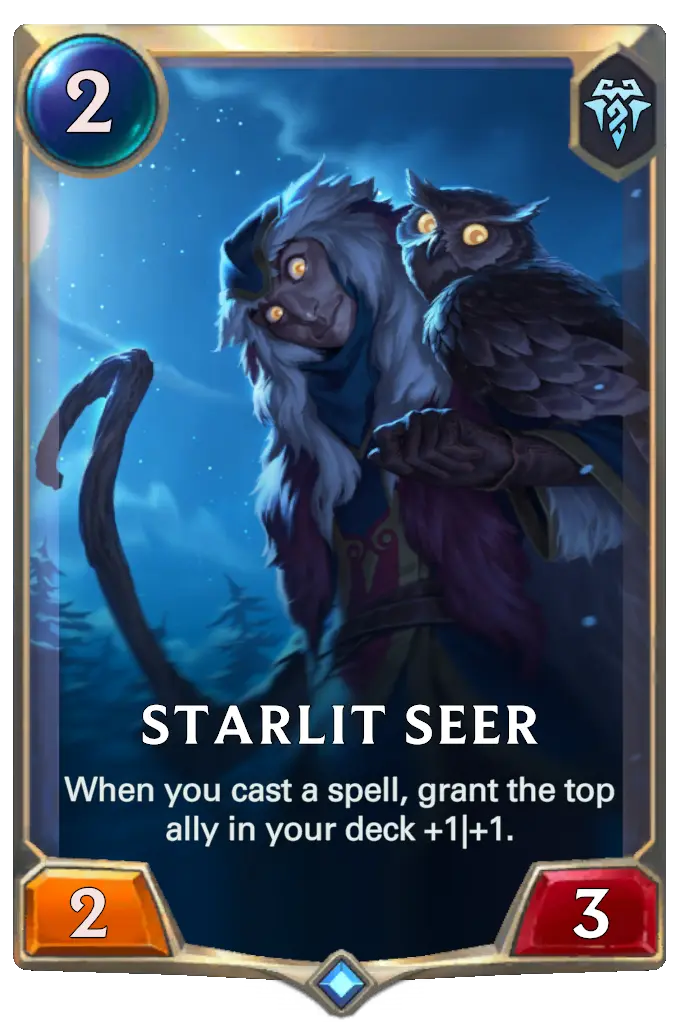 2
STARLIT SEER
When you cast a spell, grant the top
ally in your deck +1|+1.
2
3